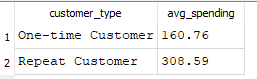 customer_type avg_spending
1 One-time Customer 160.76
2 Repeat Customer 308.59